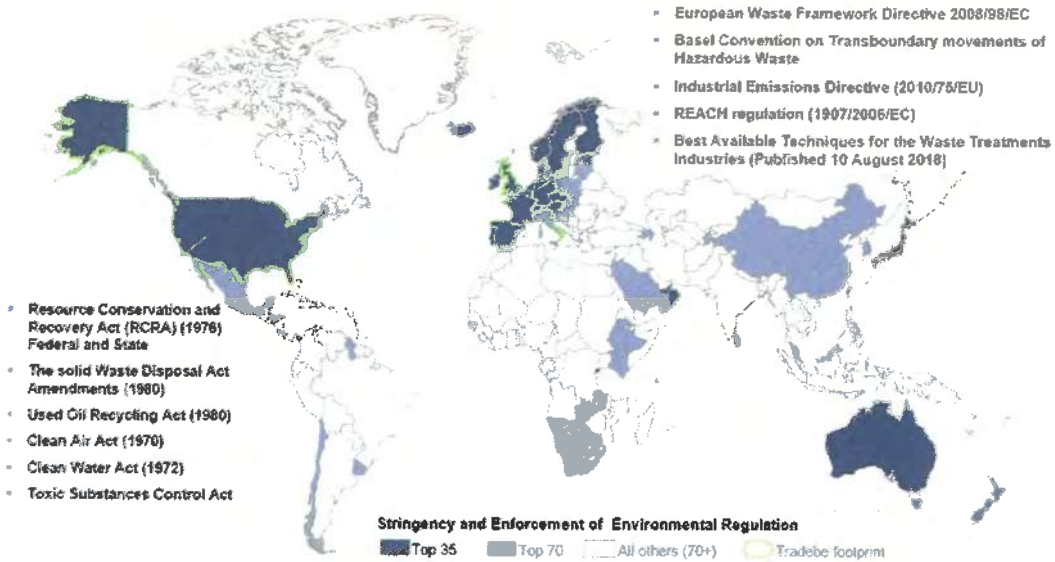 European Waste Framework Directive 2008/98/EC
Basel Convention on Transboundary movements of
Hazardous Waste
Industrial Emissions Directive (2010/75/EU)
REACH regulation (1907/2006/EC)
Best Available Techniques for the Waste Treatments
Industries (Published 10 August 2018)
Resource Conservation and
Recovery Act (RCRA) (1976)
Federal and State
The solid Waste Disposal Act
Amendments (1980)
Used Oil Recycling Act (1980)
Clean Air Act (1970)
Clean Water Act (1972)
Toxic Substances Control Act
Stringency and Enforcement of Environmental Regulation
Top 35 Top 70 All others (70+) Tradebe footprint